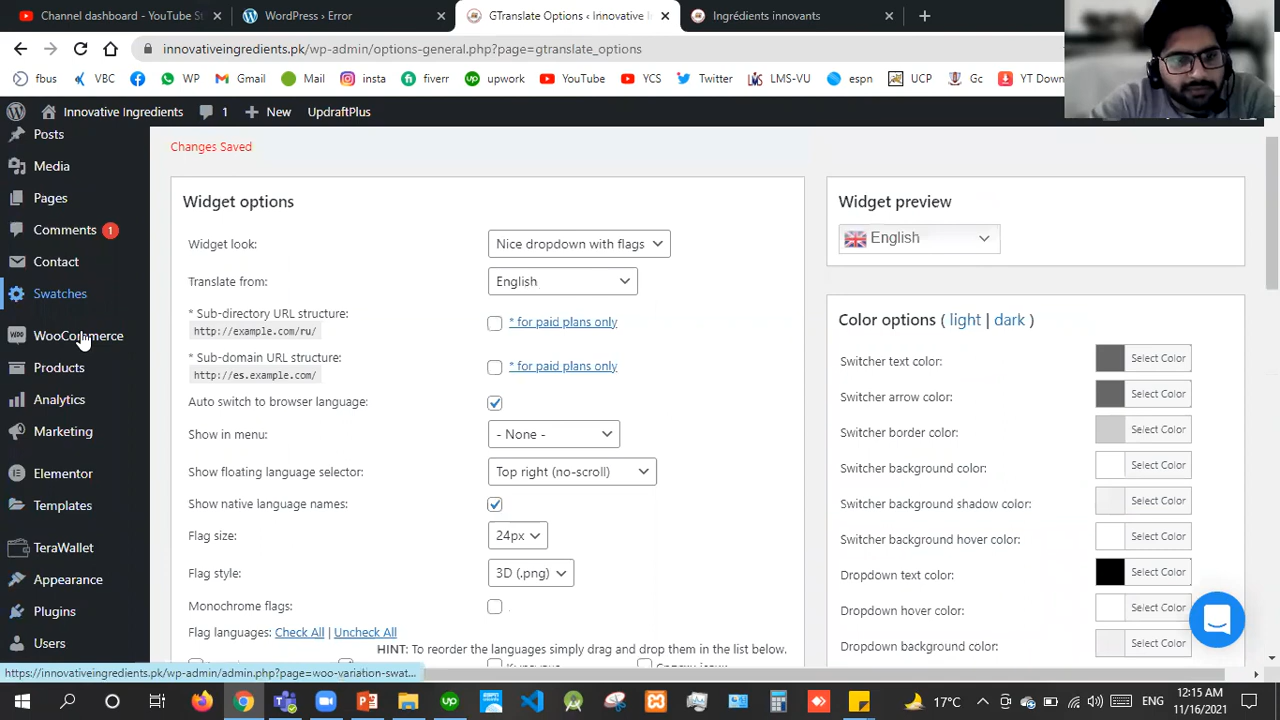 Channel dashboard - YouTube St
WordPress › Error
GTranslate Options ‹ Innovative I
Ingrédients innovants
innovativeingredients.pk/wp-admin/options-general.php?page=gtranslate_options
fbus
VBC
WP
Gmail
Mail
insta
fiverr
upwork
YouTube
YCS
Twitter
LMS-VU
espn
UCP
Gc
YT Down
Innovative Ingredients
1
New
UpdraftPlus
Posts
Media
Pages
Comments 1
Contact
Swatches
WooCommerce
Products
Analytics
Marketing
Elementor
Templates
TeraWallet
Appearance
Plugins
Users
Changes Saved
Widget options
Widget look:
Nice dropdown with flags
Translate from:
English
* Sub-directory URL structure:
http://example.com/ru/
* for paid plans only
* Sub-domain URL structure:
http://es.example.com/
* for paid plans only
Auto switch to browser language:
Show in menu:
- None -
Show floating language selector:
Top right (no-scroll)
Show native language names:
Flag size:
24px
Flag style:
3D (.png)
Monochrome flags:
Flag languages: Check All | Uncheck All
HINT: To reorder the languages simply drag and drop them in the list below.
Widget preview
English
Color options ( light | dark )
Switcher text color:
Select Color
Switcher arrow color:
Select Color
Switcher border color:
Select Color
Switcher background color:
Select Color
Switcher background shadow color:
Select Color
Switcher background hover color:
Select Color
Dropdown text color:
Select Color
Dropdown hover color:
Select Color
Dropdown background color:
Select Color
https://innovativeingredients.pk/wp-admin/admin.php?page=woo-variation-swat...
17°C
ENG
12:15 AM
11/16/2021